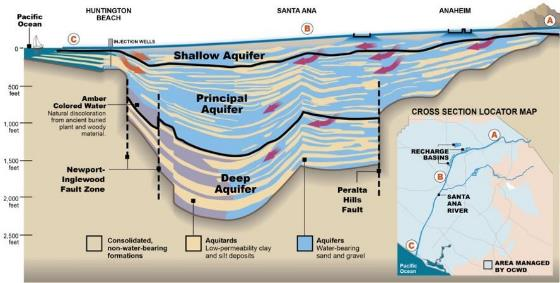 Pacific
Ocean
HUNTINGTON
BEACH
SANTA ANA
ANAHEIM
A
B
C
INJECTION WELLS
0
500
feet
1,000
feet
1,500
feet
2,000
feet
2,500
feet
Shallow Aquifer
Principal
Aquifer
Deep
Aquifer
Amber
Colored Water
Natural discoloration
from ancient buried
plant and woody
material.
Newport-
Inglewood
Fault Zone
Peralta
Hills
Fault
Consolidated,
non-water-bearing
formations
Aquitards
Low-permeability clay
and silt deposits
Aquifers
Water-bearing
sand and gravel
CROSS SECTION LOCATOR MAP
RECHARGE
BASINS
A
B
SANTA
ANA
RIVER
C
Pacific
Ocean
AREA MANAGED
BY OCWD